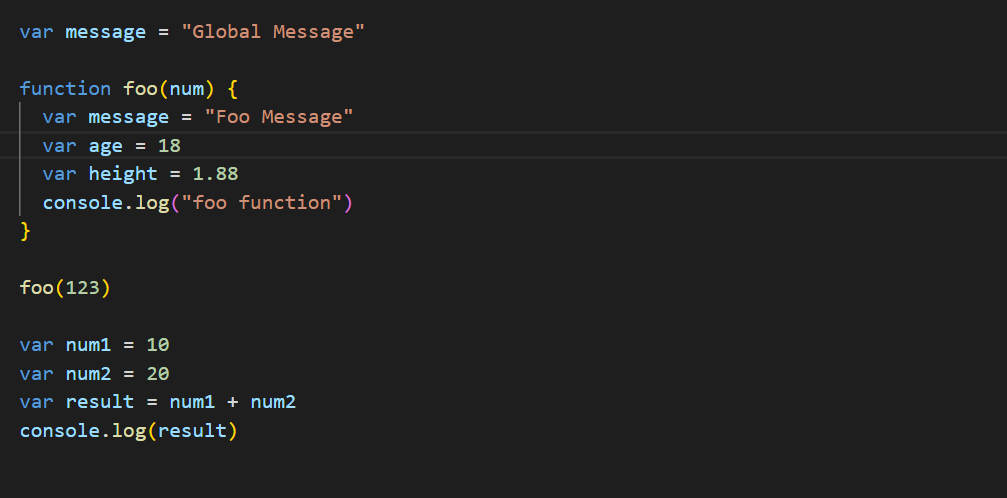 var message = "Global Message"
function foo(num) {
  var message = "Foo Message"
  var age = 18
  var height = 1.88
  console.log("foo function")
}
foo(123)
var num1 = 10
var num2 = 20
var result = num1 + num2
console.log(result)